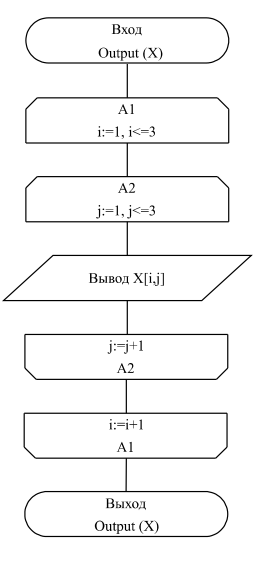 Вход
Output (X)
A1
i:=1, i<=3
A2
j:=1, j<=3
Вывод X[i,j]
j:=j+1
A2
i:=i+1
A1
Выход
Output (X)